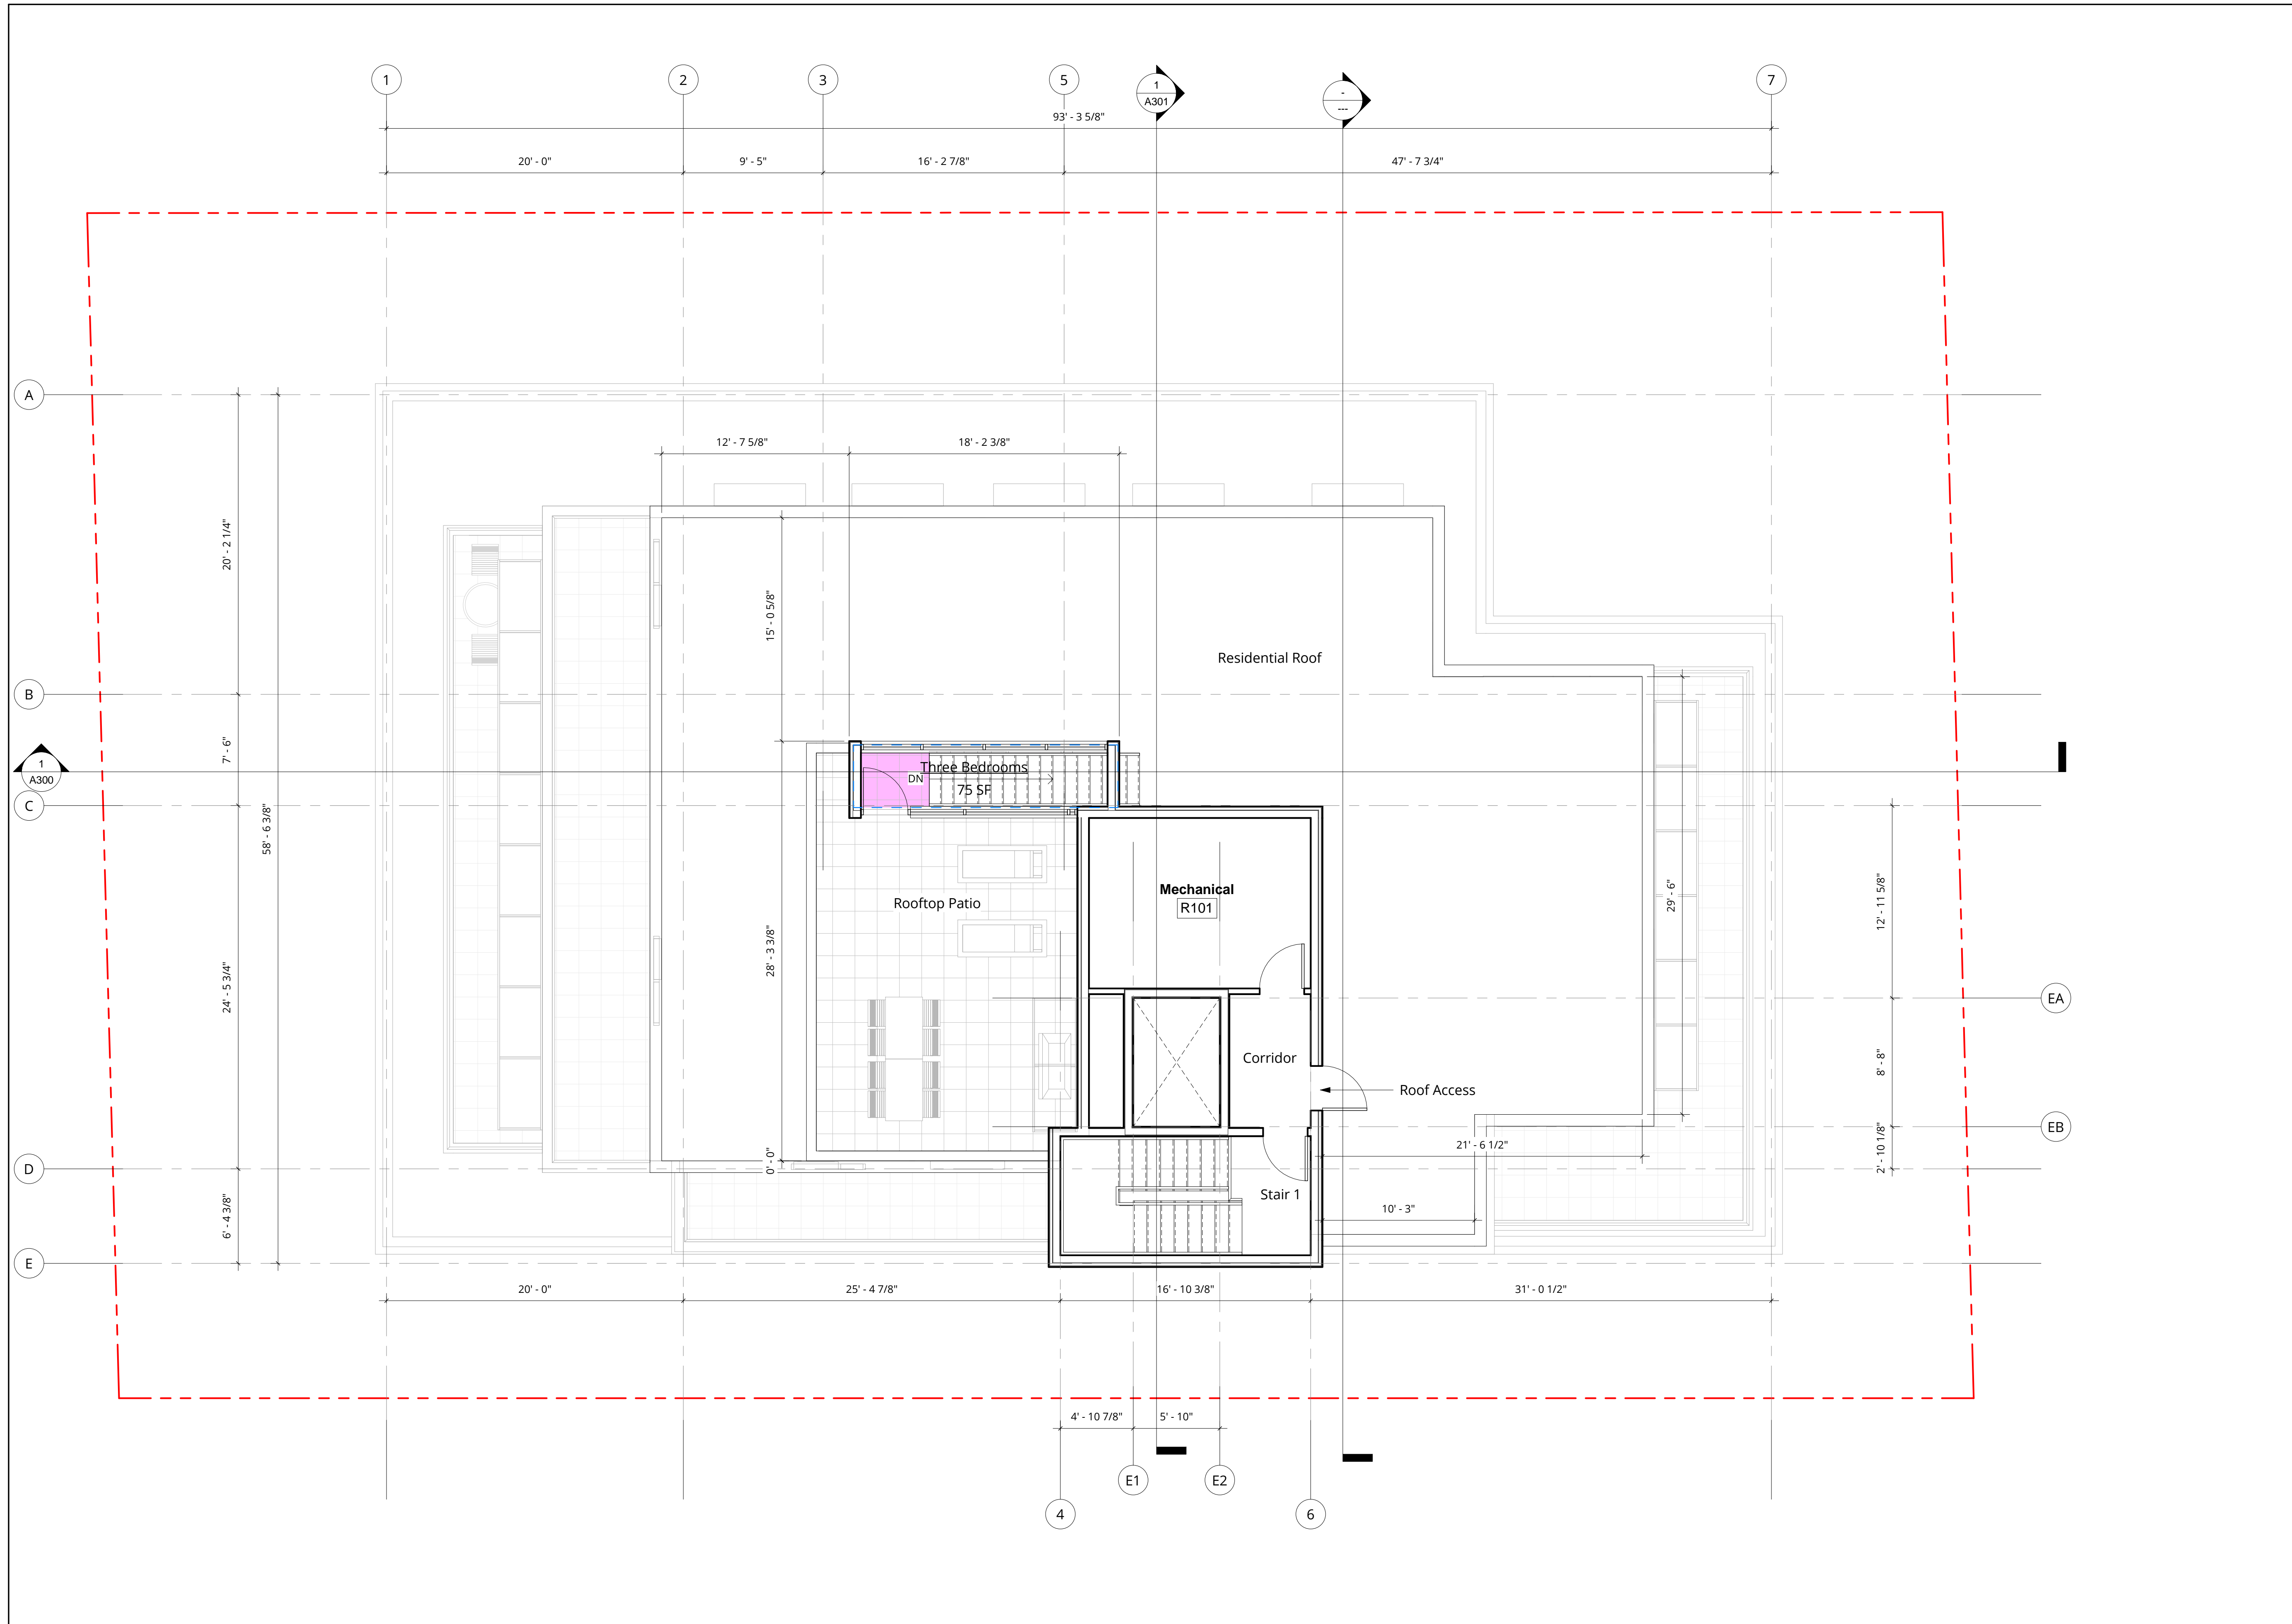 1
2
3
5
1
A301
-
---
7
93' - 3 5/8"
20' - 0"
9' - 5"
16' - 2 7/8"
47' - 7 3/4"
A
12' - 7 5/8"
18' - 2 3/8"
20' - 2 1/4"
15' - 0 5/8"
Residential Roof
B
7' - 6"
1
A300
Three Bedrooms
DN
75 SF
C
58' - 6 3/8"
Mechanical
R101
Rooftop Patio
29' - 6"
12' - 11 5/8"
28' - 3 3/8"
24' - 5 3/4"
EA
Corridor
8' - 8"
Roof Access
EB
21' - 6 1/2"
2' - 10 1/8"
0' - 0"
D
Stair 1
10' - 3"
6' - 4 3/8"
E
20' - 0"
25' - 4 7/8"
16' - 10 3/8"
31' - 0 1/2"
4' - 10 7/8"
5' - 10"
E1
E2
4
6